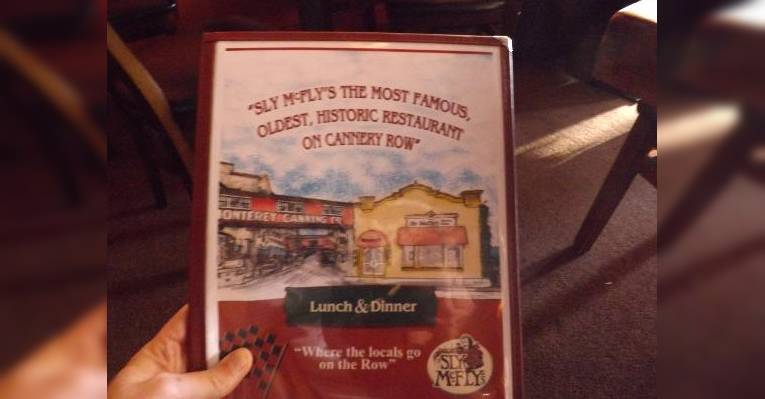 "SLY McFLY'S THE MOST FAMOUS,
OLDEST, HISTORIC RESTAURANT
ON CANNERY ROW"
ONTEREY CANNING CO
Lunch & Dinner
"Where the locals go
on the Row"
SLY
McFLY'S